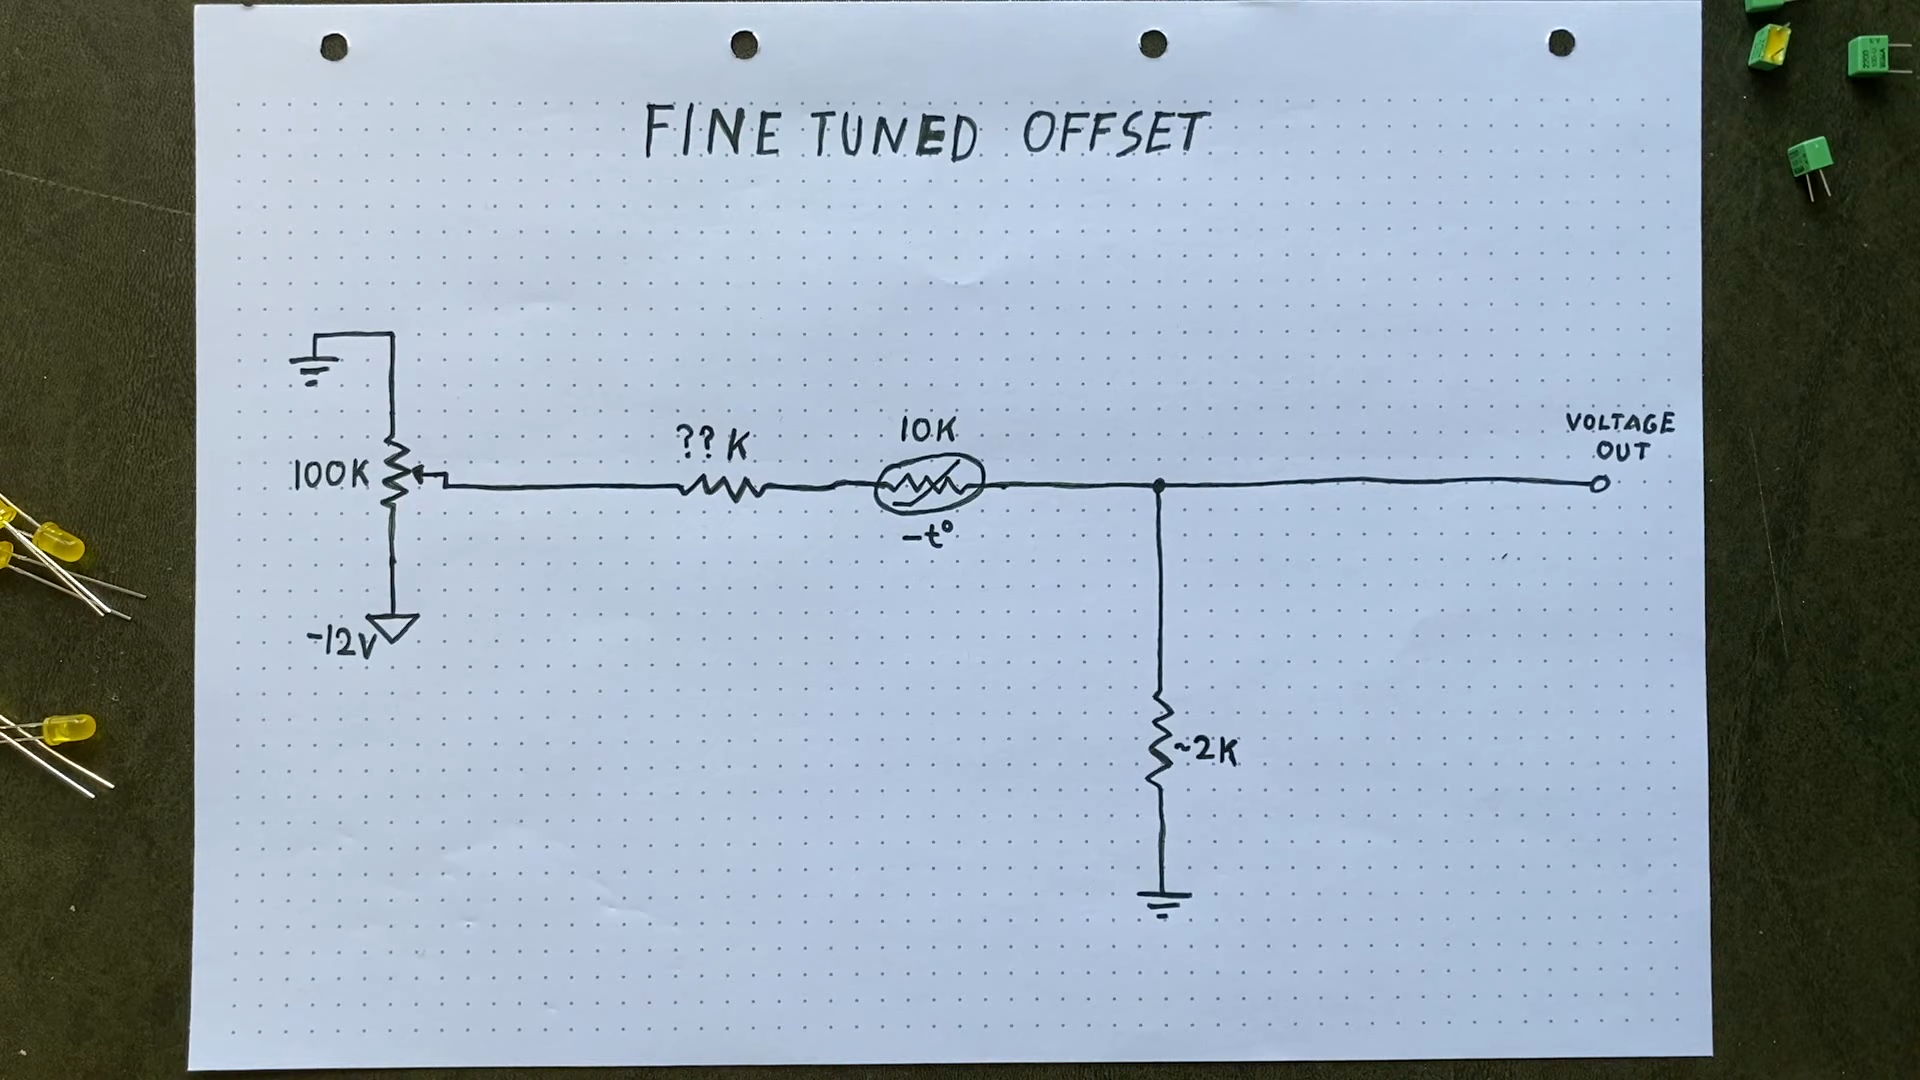 FINE TUNED OFFSET
VOLTAGE
OUT
10K
??K
100K
-t°
-12V
~2K